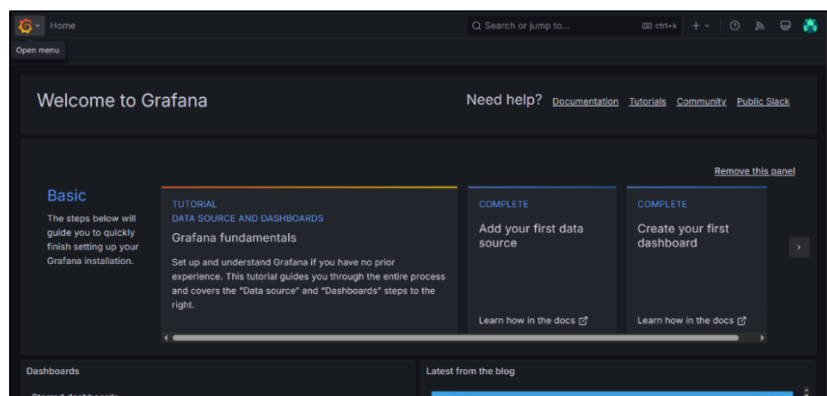 Home
Search or jump to...
ctrl+k
Open menu
Welcome to Grafana
Need help?
Documentation
Tutorials
Community
Public Slack
Remove this panel
Basic
The steps below will
guide you to quickly
finish setting up your
Grafana installation.
TUTORIAL
DATA SOURCE AND DASHBOARDS
Grafana fundamentals
Set up and understand Grafana if you have no prior
experience. This tutorial guides you through the entire process
and covers the "Data source" and "Dashboards" steps to the
right.
COMPLETE
Add your first data
source
Learn how in the docs
COMPLETE
Create your first
dashboard
Learn how in the docs
Dashboards
Starred dashboards
Latest from the blog